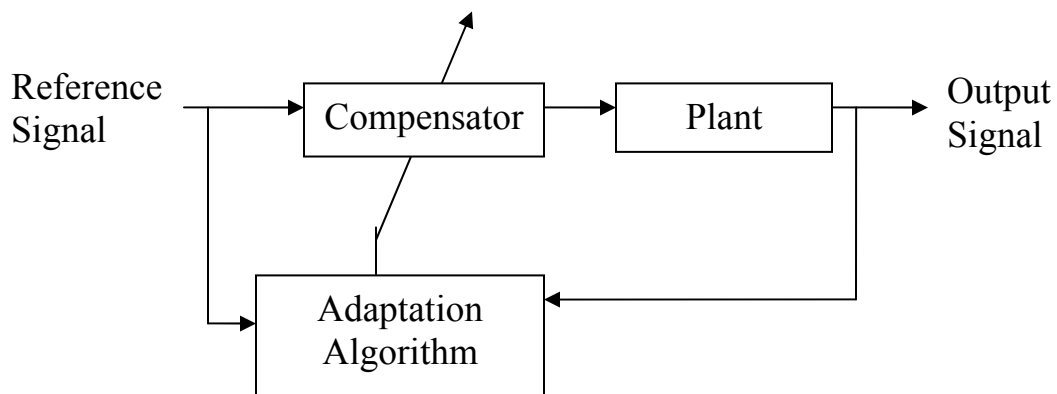 Reference
Signal
Compensator
Plant
Output
Signal
Adaptation
Algorithm